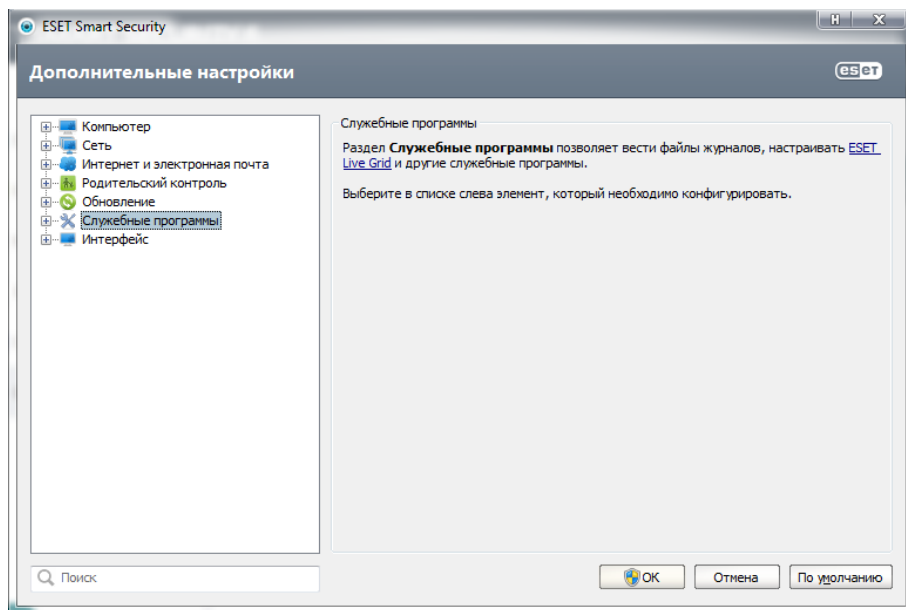 ESET Smart Security
H X
Дополнительные настройки
eset
Компьютер
Сеть
Интернет и электронная почта
Родительский контроль
Обновление
Служебные программы
Интерфейс
Служебные программы
Раздел Служебные программы позволяет вести файлы журналов, настраивать ESET
Live Grid и другие служебные программы.
Выберите в списке слева элемент, который необходимо конфигурировать.
Поиск
OK
Отмена
По умолчанию